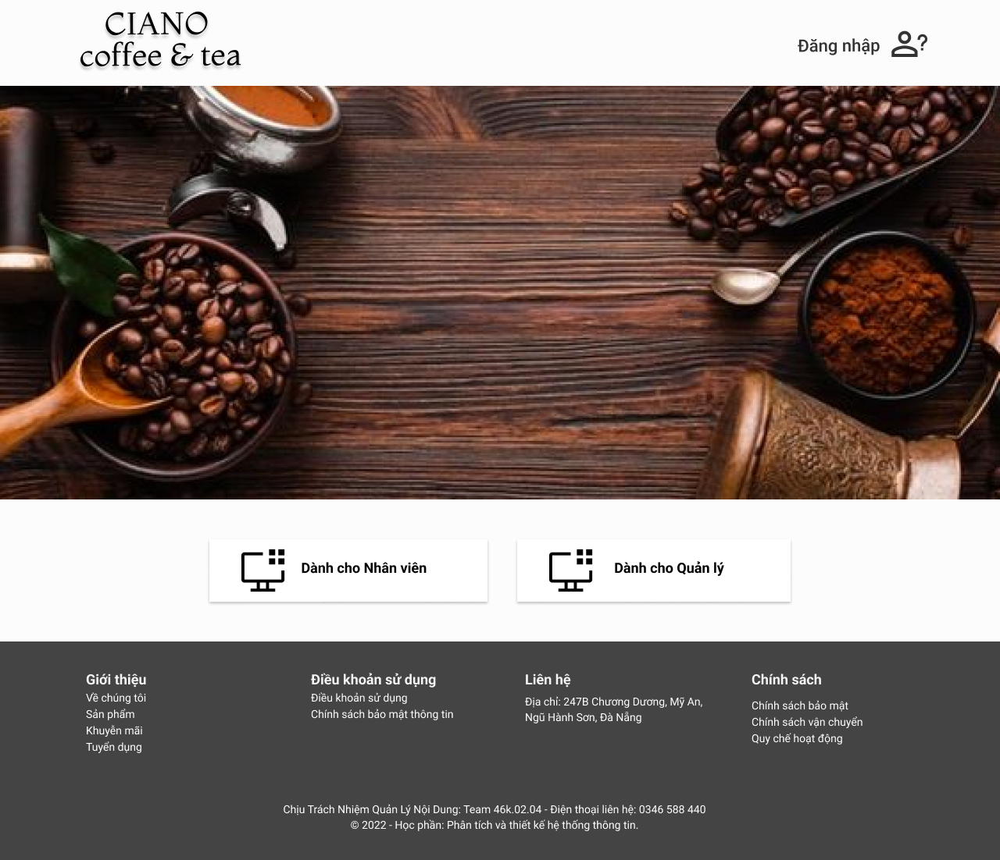 CIANO
coffee & tea
Đăng nhập
Dành cho Nhân viên
Dành cho Quản lý
Giới thiệu
Về chúng tôi
Sản phẩm
Khuyễn mãi
Tuyển dụng
Điều khoản sử dụng
Điều khoản sử dụng
Chính sách bảo mật thông tin
Liên hệ
Địa chỉ: 247B Chương Dương, Mỹ An,
Ngũ Hành Sơn, Đà Nẵng
Chính sách
Chính sách bảo mật
Chính sách vận chuyển
Quy chế hoạt động
Chịu Trách Nhiệm Quản Lý Nội Dung: Team 46k.02.04 - Điện thoại liên hệ: 0346 588 440
© 2022 - Học phần: Phân tích và thiết kế hệ thống thông tin.